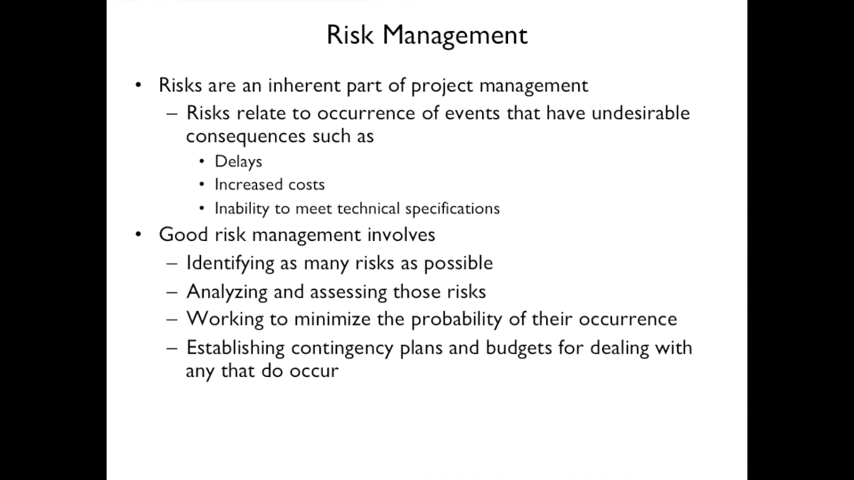 Risk Management
• Risks are an inherent part of project management
– Risks relate to occurrence of events that have undesirable
consequences such as
• Delays
• Increased costs
• Inability to meet technical specifications
• Good risk management involves
– Identifying as many risks as possible
– Analyzing and assessing those risks
– Working to minimize the probability of their occurrence
– Establishing contingency plans and budgets for dealing with
any that do occur